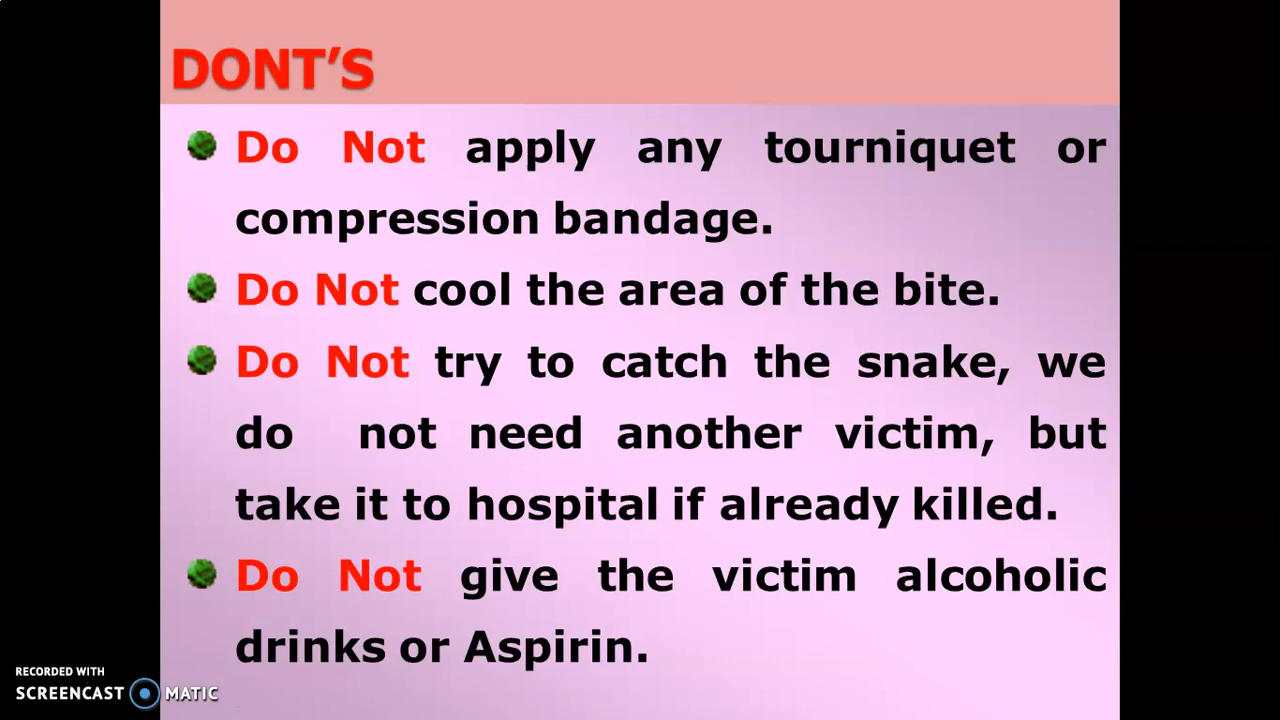 DONT’S
Do Not apply any tourniquet or
compression bandage.
Do Not cool the area of the bite.
Do Not try to catch the snake, we
do not need another victim, but
take it to hospital if already killed.
Do Not give the victim alcoholic
drinks or Aspirin.
RECORDED WITH
SCREENCAST MATIC